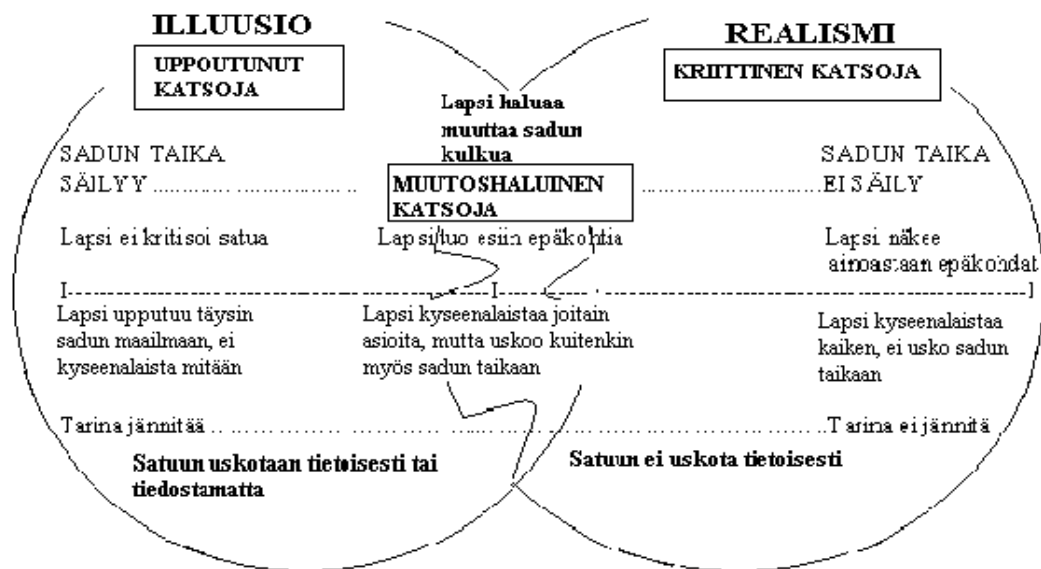 ILLUUSIO
REALISMI
UPPOUTUNUT
KATSOJA
KRIITTINEN KATSOJA
Lapsi haluaa
muuttaa sadun
kulkua
SADUN TAIKA
SÄILYY
MUUTOSHALUINEN
KATSOJA
SADUN TAIKA
EI SÄILY
Lapsi ei kritisoi satua
Lapsi tuo esiin epäkohtia
Lapsi näkee
ainoastaan epäkohdat
Lapsi upputuu täysin
sadun maailmaan, ei
kyseenalaista mitään
Lapsi kyseenalaistaa joitain
asioita, mutta uskoo kuitenkin
myös sadun taikaan
Lapsi kyseenalaistaa
kaiken, ei usko sadun
taikaan
Tarina jännitää
Tarina ei jännitä
Satuun uskotaan tietoisesti tai
tiedostamatta
Satuun ei uskota tietoisesti